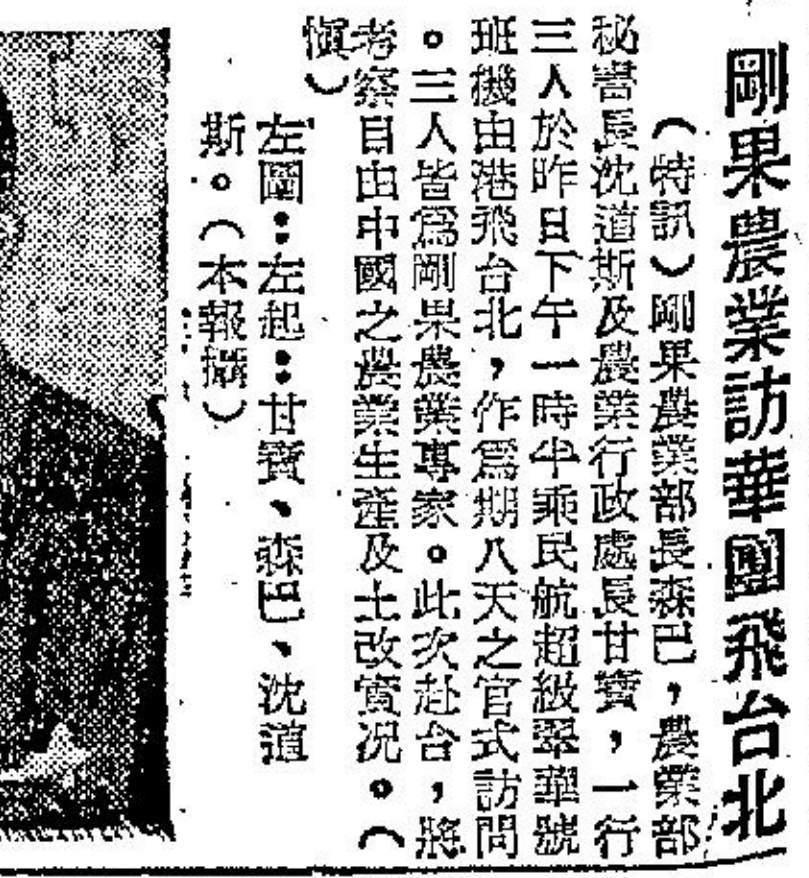 剛果農業訪華團飛台北
（特訊）剛果農業部長森巴，農業部
秘書長沈道斯及農業行政處長甘寶，一行
三人於昨日下午一時半乘民航超級翠華號
班機由港飛台北，作爲期八天之官式訪問
。三人皆爲剛果農業專家。此次赴台，將
考察自由中國之農業生產及土改實況。（
愼）
左圖：左起：甘寶、森巴、沈道
斯。（本報攝）